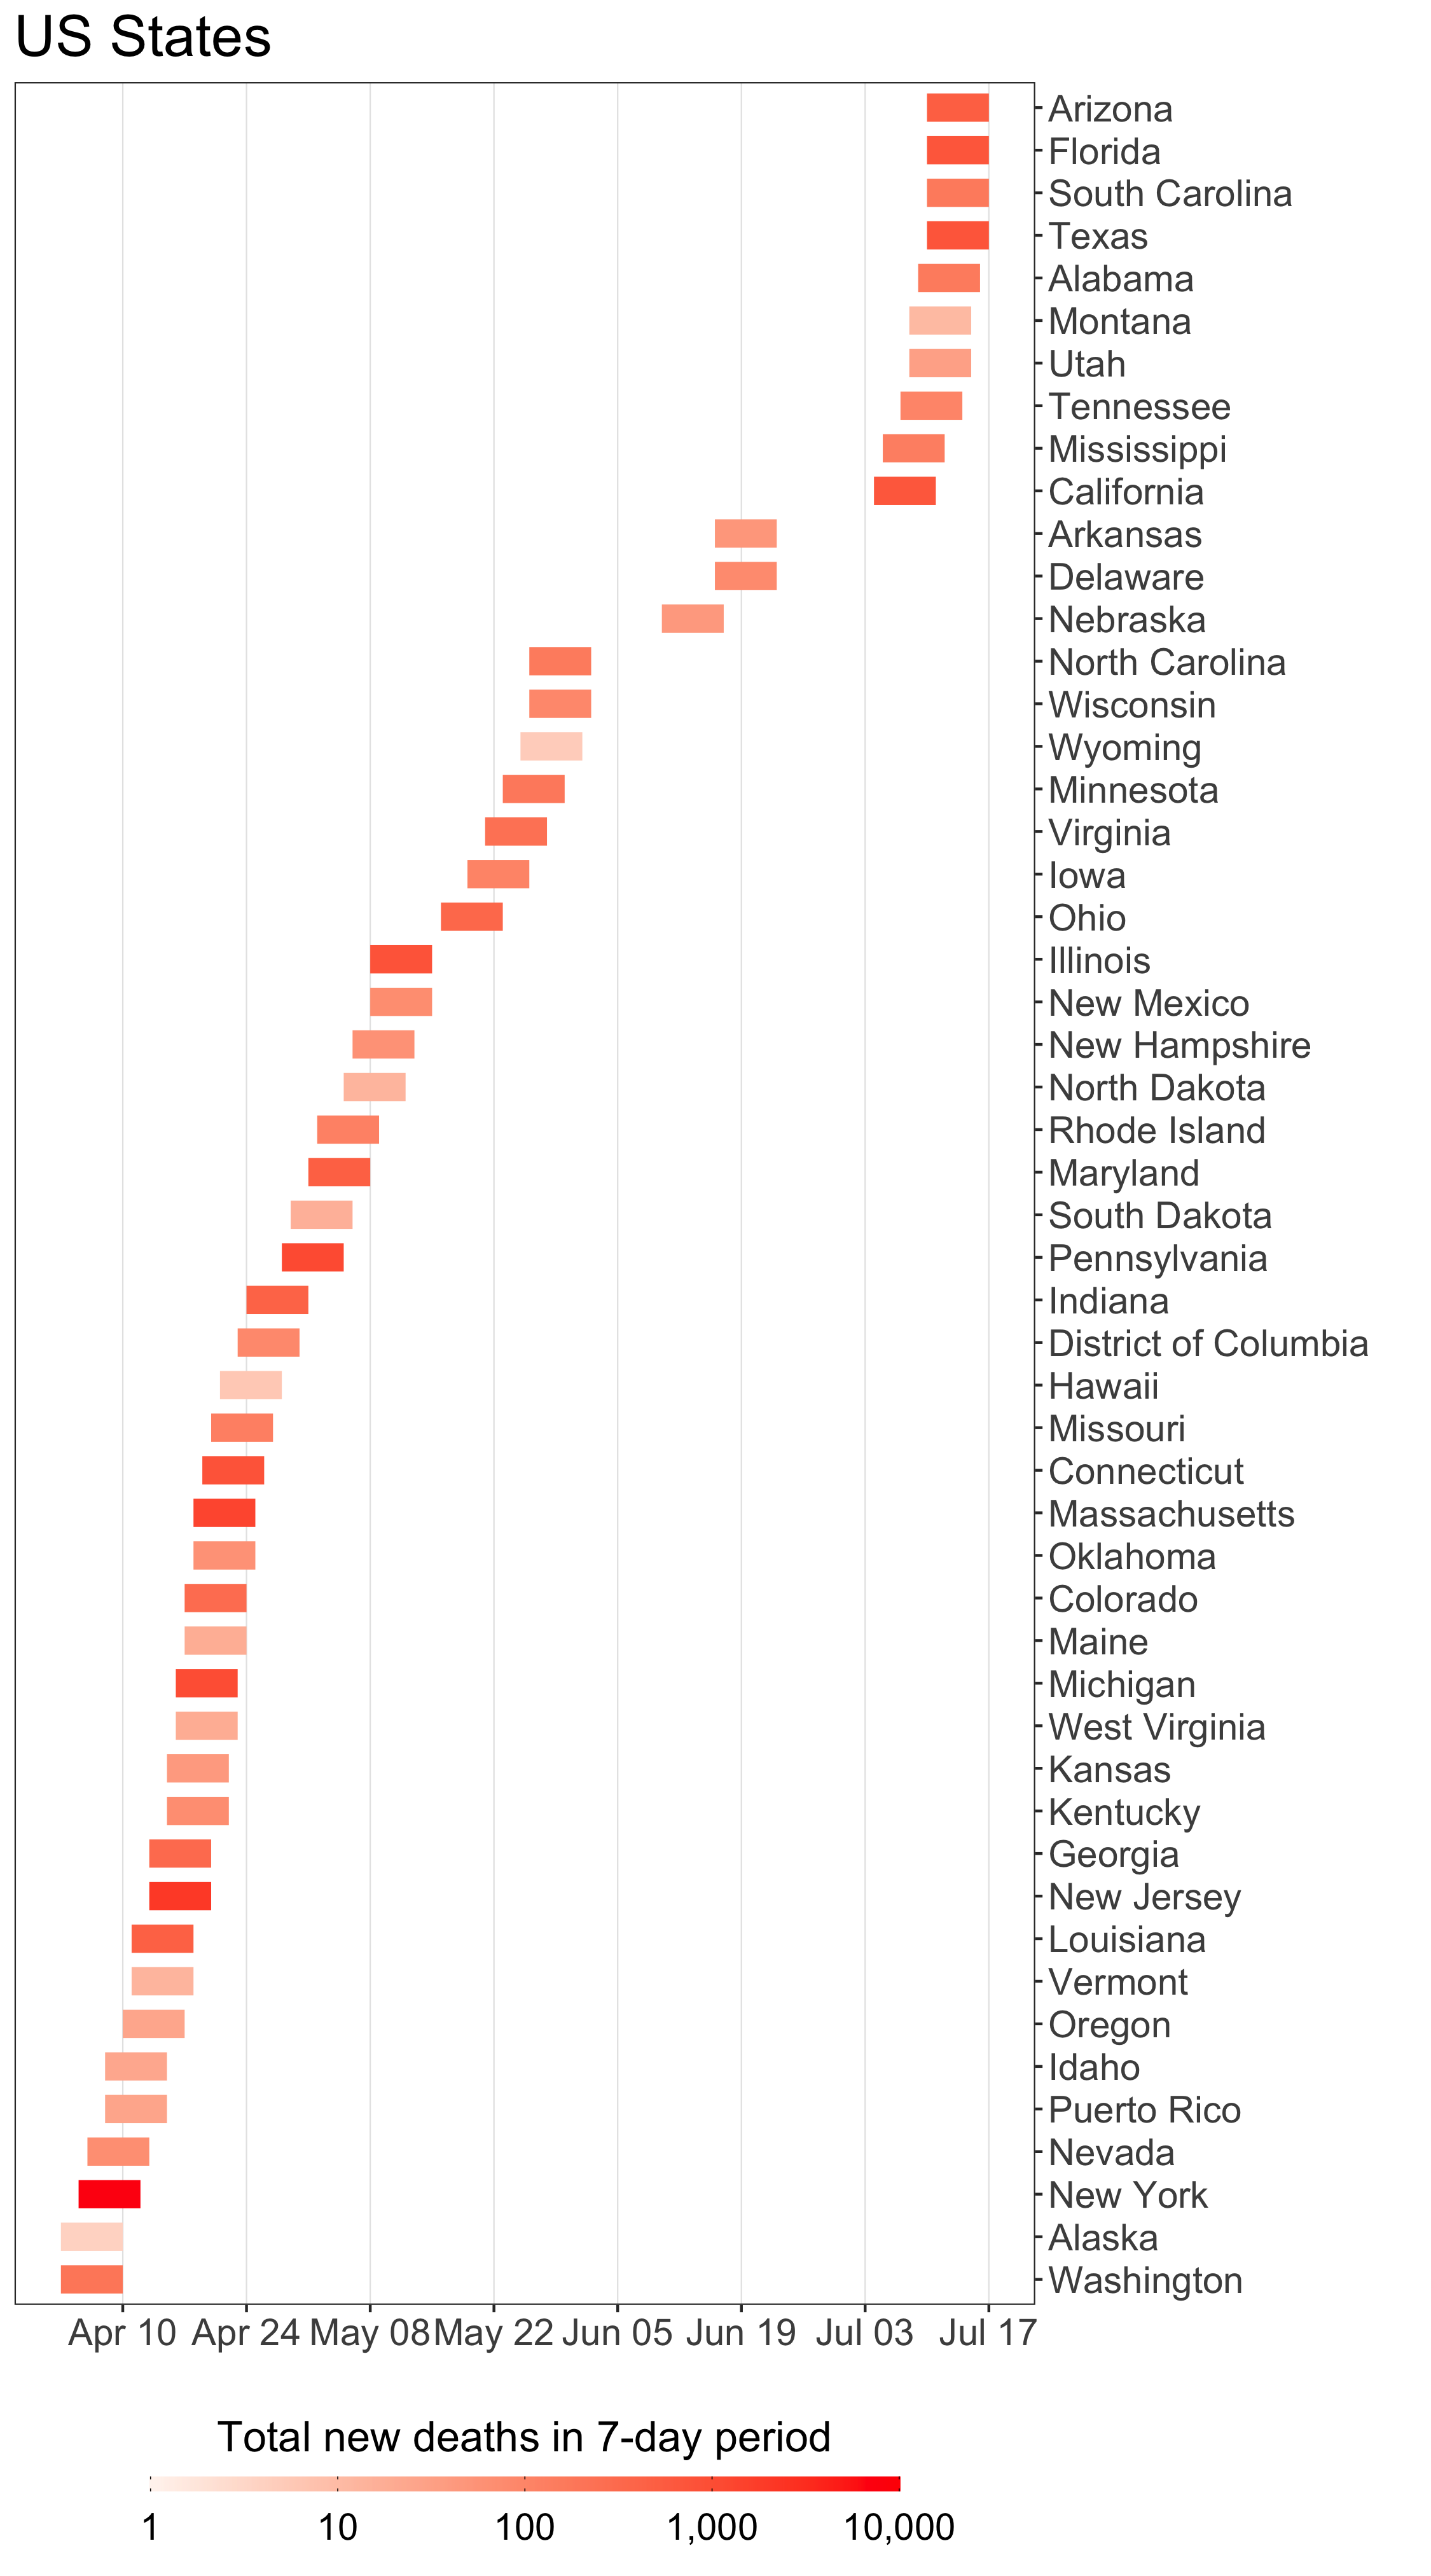 US States
Arizona
Florida
South Carolina
Texas
Alabama
Montana
Utah
Tennessee
Mississippi
California
Arkansas
Delaware
Nebraska
North Carolina
Wisconsin
Wyoming
Minnesota
Virginia
Iowa
Ohio
Illinois
New Mexico
New Hampshire
North Dakota
Rhode Island
Maryland
South Dakota
Pennsylvania
Indiana
District of Columbia
Hawaii
Missouri
Connecticut
Massachusetts
Oklahoma
Colorado
Maine
Michigan
West Virginia
Kansas
Kentucky
Georgia
New Jersey
Louisiana
Vermont
Oregon
Idaho
Puerto Rico
Nevada
New York
Alaska
Washington
Apr 10 Apr 24 May 08 May 22 Jun 05 Jun 19 Jul 03 Jul 17
Total new deaths in 7-day period
1 10 100 1,000 10,000